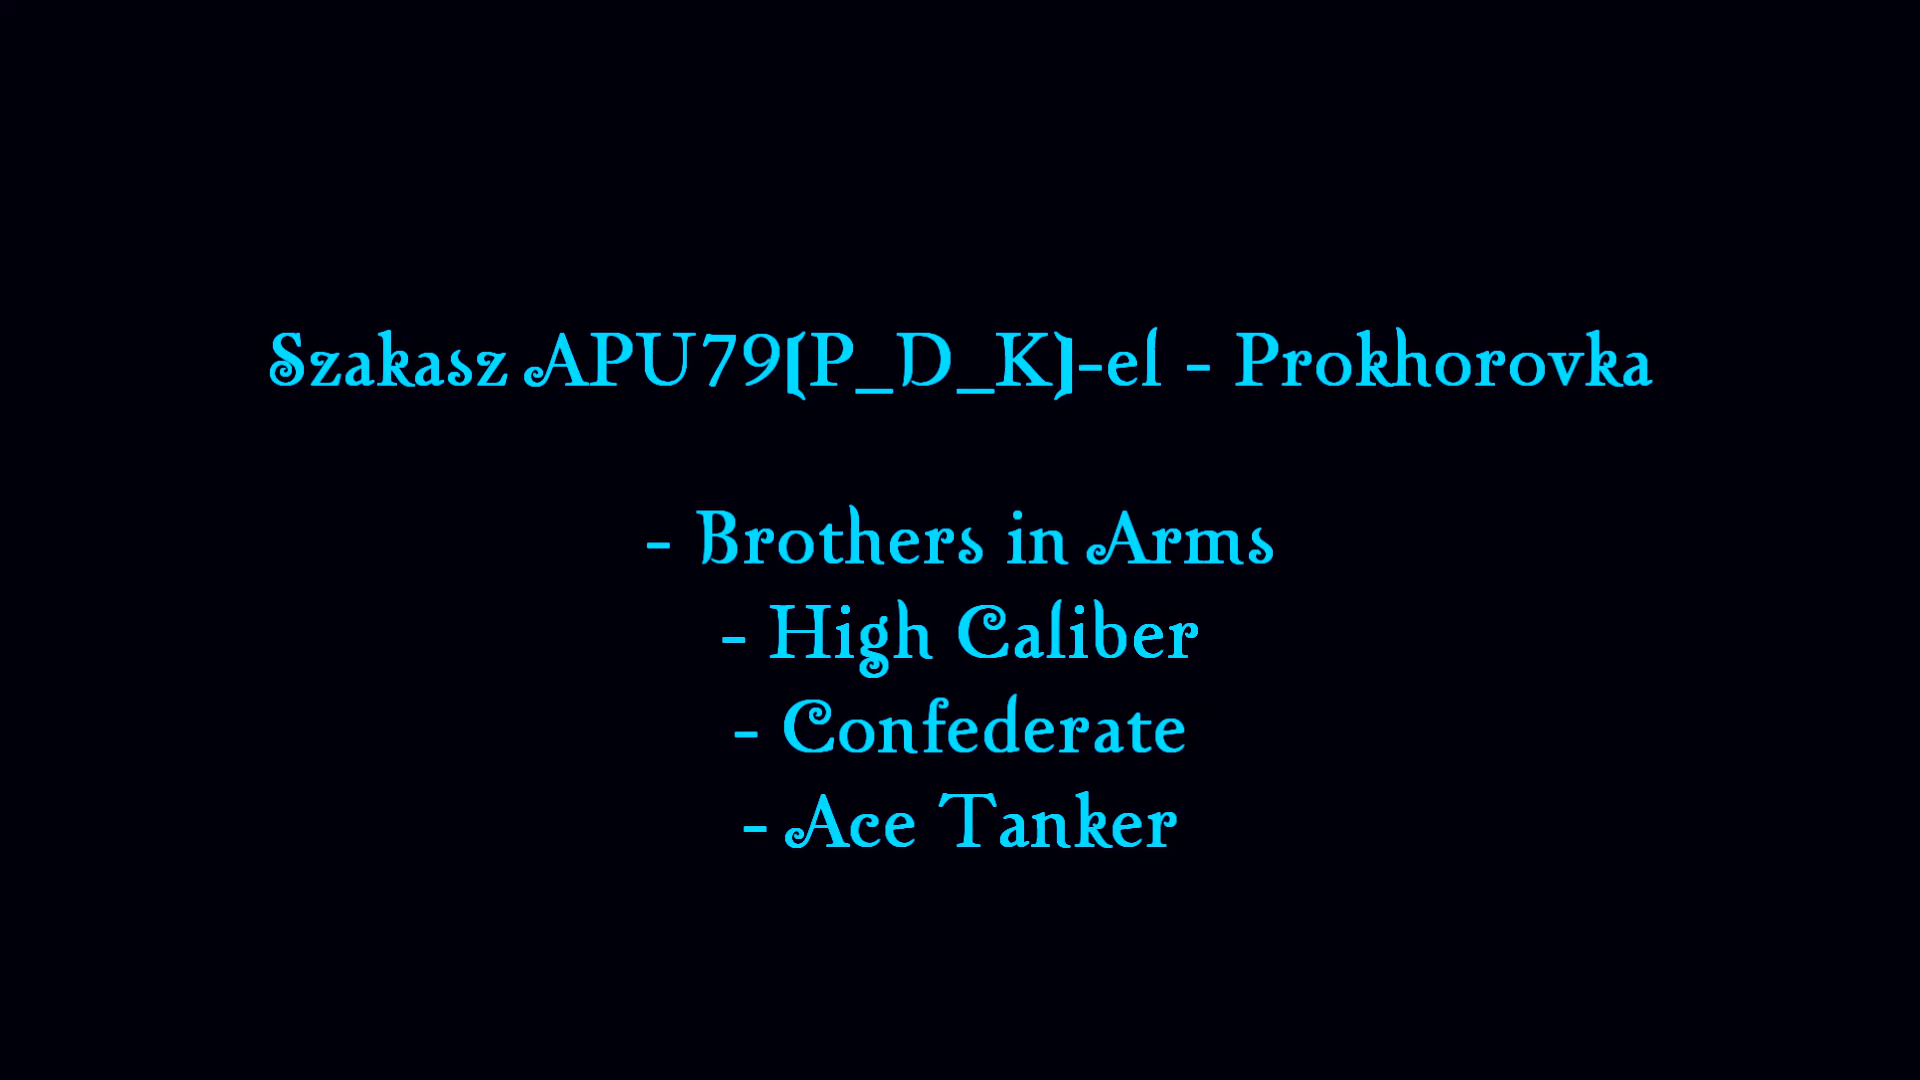 Szakasz APU79[P_D_K]-el - Prokhorovka
- Brothers in Arms
- High Caliber
- Confederate
- Ace Tanker